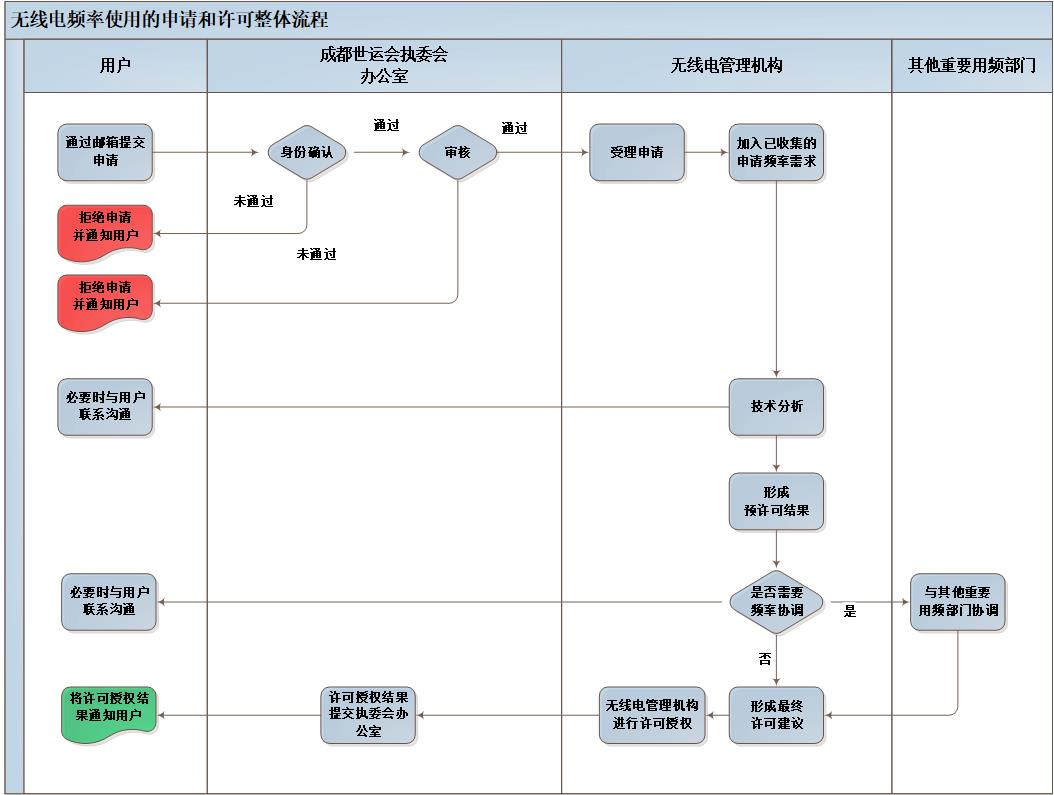 无线电频率使用的申请和许可整体流程
用户
成都世运会执委会
办公室
无线电管理机构
其他重要用频部门
通过邮箱提交
申请
身份确认
通过
审核
通过
受理申请
加入已收集的
申请频率需求
未通过
拒绝申请
并通知用户
未通过
拒绝申请
并通知用户
必要时与用户
联系沟通
技术分析
形成
预许可结果
必要时与用户
联系沟通
是否需要
频率协调
是
与其他重要
用频部门协调
否
将许可授权结
果通知用户
许可授权结果
提交执委会办
公室
无线电管理机构
进行许可授权
形成最终
许可建议